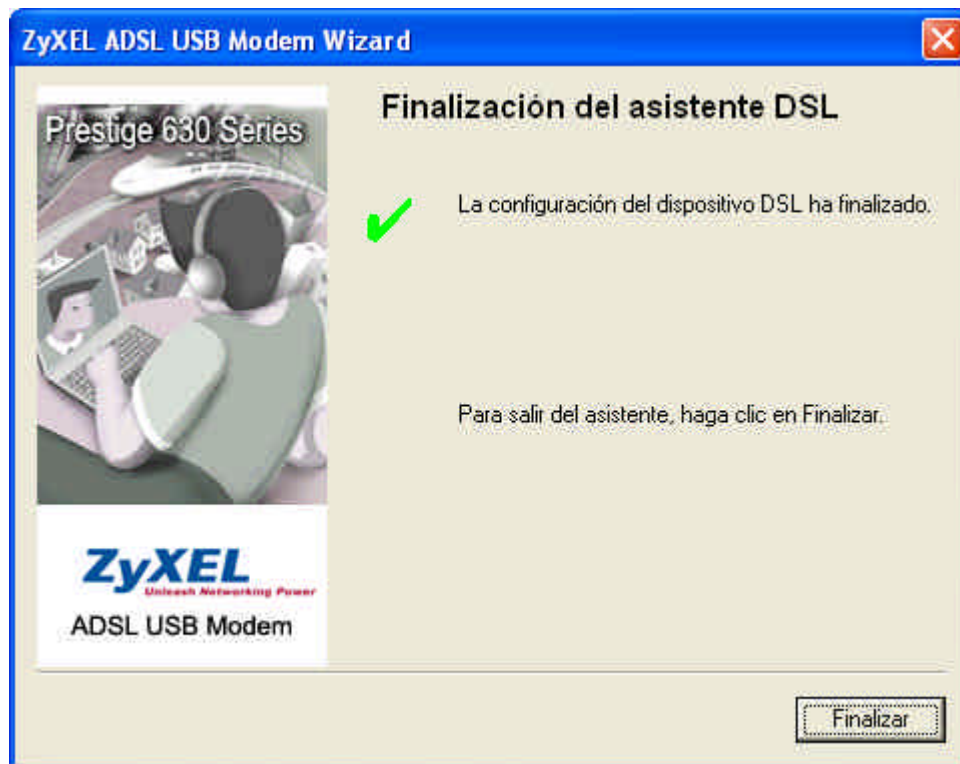 ZyXEL ADSL USB Modem Wizard
Prestige 630 Series
Finalización del asistente DSL
La configuración del dispositivo DSL ha finalizado.
Para salir del asistente, haga clic en Finalizar.
ZyXEL
Unleash Networking Power
ADSL USB Modem
Finalizar